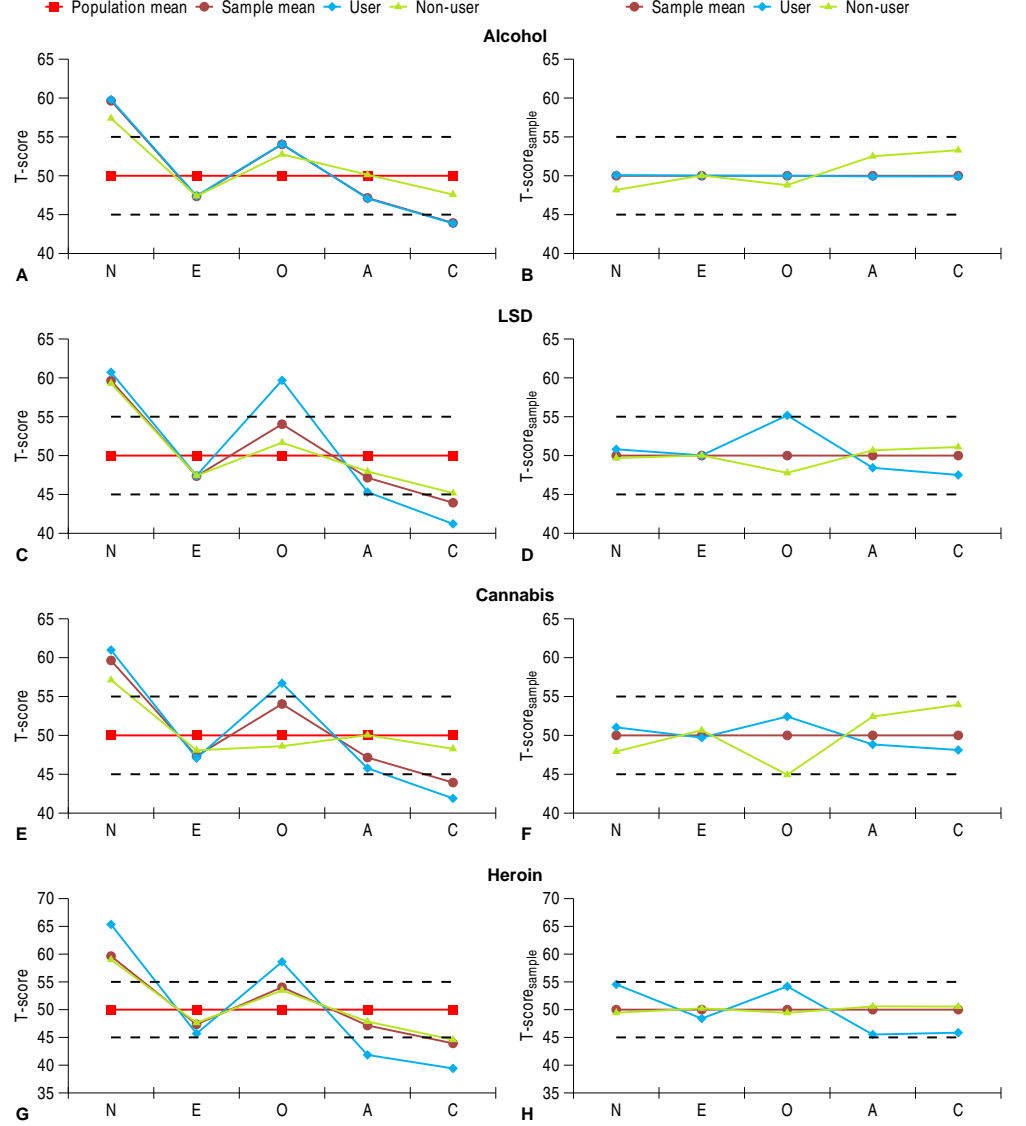 Population mean Sample mean User Non-user
Sample mean User Non-user
Alcohol
65
60
55
50
45
40
T-score
N E O A C
A
65
60
55
50
45
40
T-scoresample
N E O A C
B
LSD
65
60
55
50
45
40
T-score
N E O A C
C
65
60
55
50
45
40
T-scoresample
N E O A C
D
Cannabis
65
60
55
50
45
40
T-score
N E O A C
E
65
60
55
50
45
40
T-scoresample
N E O A C
F
Heroin
70
65
60
55
50
45
40
35
T-score
N E O A C
G
70
65
60
55
50
45
40
35
T-scoresample
N E O A C
H